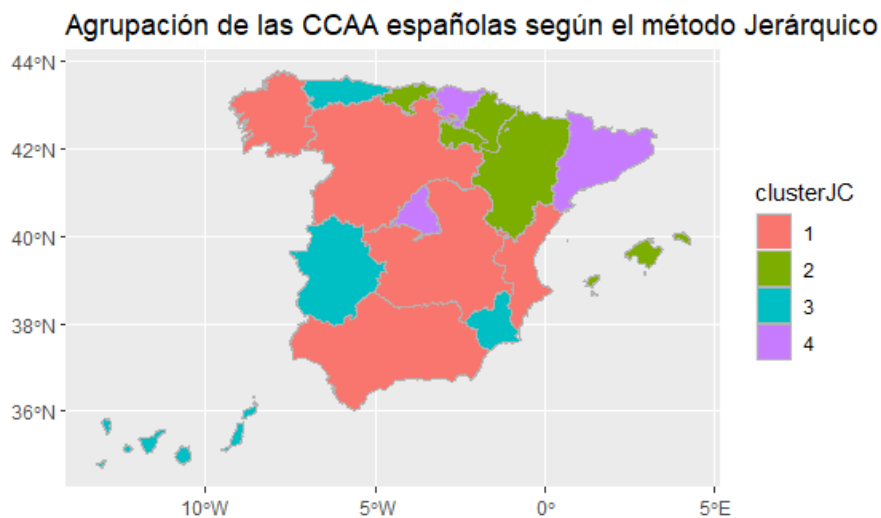 Agrupación de las CCAA españolas según el método Jerárquico
44°N
42°N
40°N
38°N
36°N
10°W
5°W
0°
5°E
clusterJC
1
2
3
4